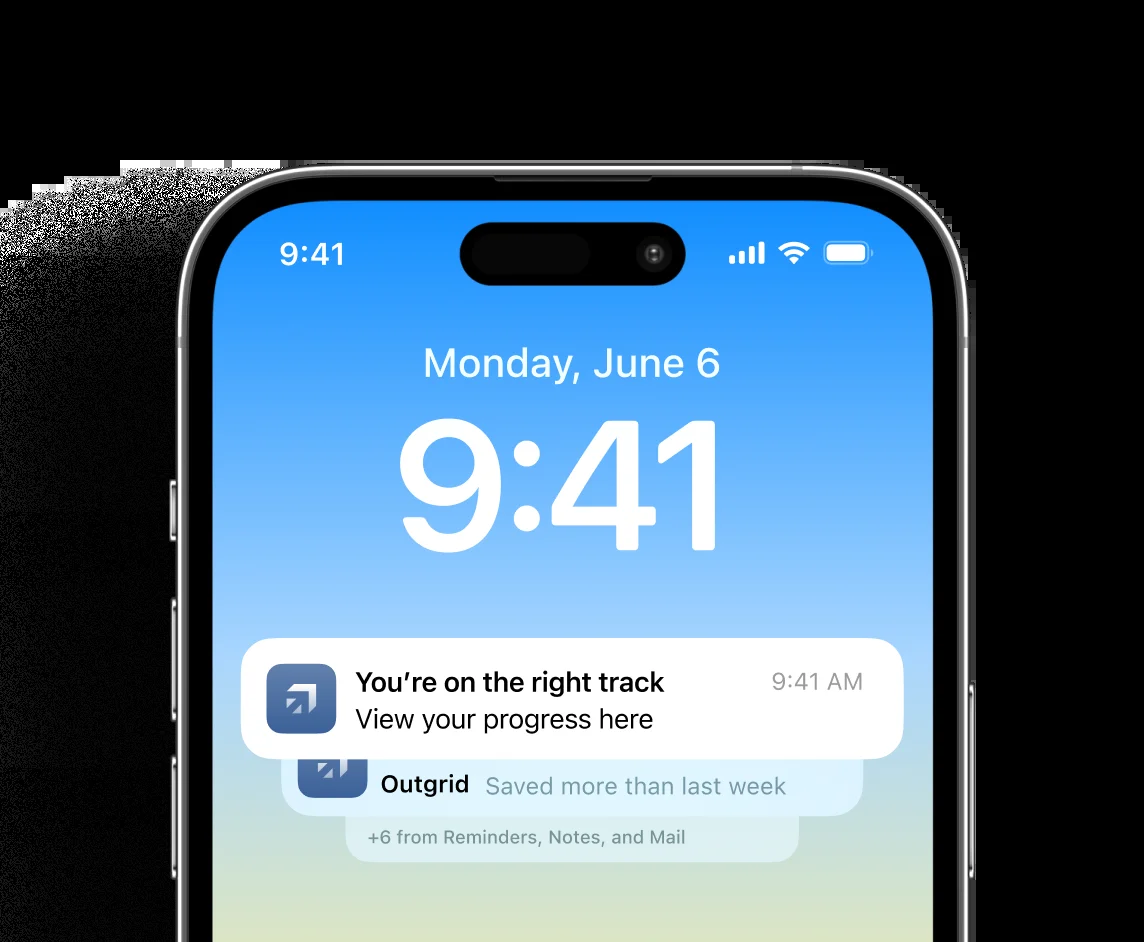 9:41
Monday, June 6
9:41
You’re on the right track 9:41 AM
View your progress here
Outgrid Saved more than last week
+6 from Reminders, Notes, and Mail